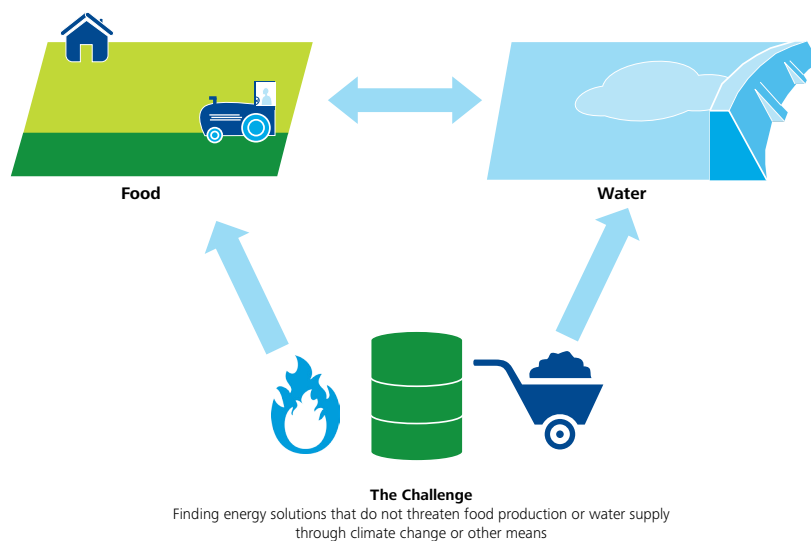 Food
Water
The Challenge
Finding energy solutions that do not threaten food production or water supply
through climate change or other means